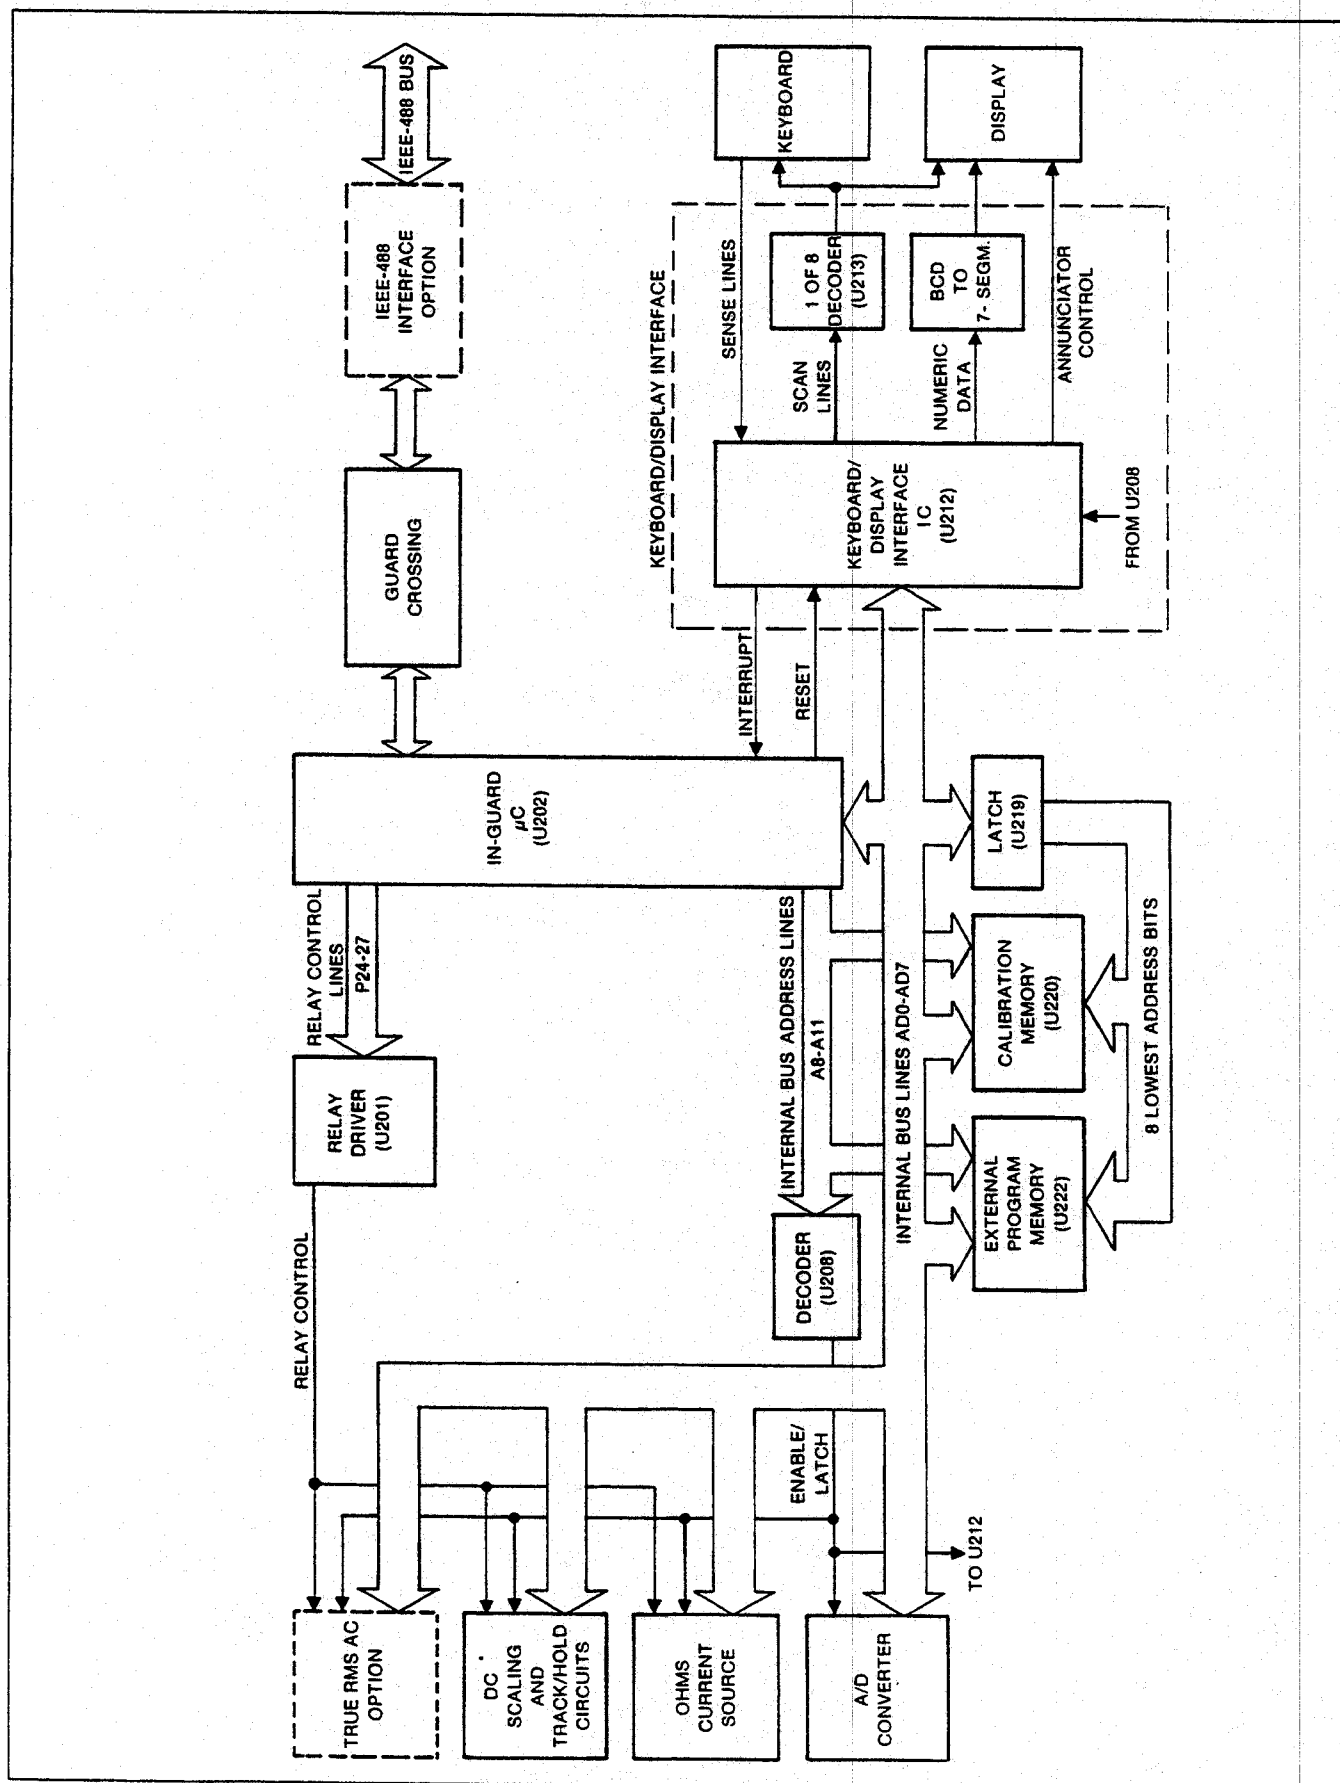 TRUE RMS AC
OPTION
DC
SCALING
AND
TRACK/HOLD
CIRCUITS
OHMS
CURRENT
SOURCE
A/D
CONVERTER
RELAY CONTROL
ENABLE/
LATCH
TO U212
RELAY
DRIVER
(U201)
DECODER
(U208)
RELAY CONTROL
LINES
P24-27
INTERNAL BUS ADDRESS LINES
A8-A11
INTERNAL BUS LINES AD0-AD7
EXTERNAL
PROGRAM
MEMORY
(U222)
CALIBRATION
MEMORY
(U220)
8 LOWEST ADDRESS BITS
LATCH
(U219)
IN-GUARD
µC
(U202)
GUARD
CROSSING
IEEE-488
INTERFACE
OPTION
IEEE-488 BUS
INTERRUPT
RESET
KEYBOARD/DISPLAY INTERFACE
KEYBOARD/
DISPLAY
INTERFACE
IC
(U212)
FROM U208
SENSE LINES
SCAN
LINES
1 OF 8
DECODER
(U213)
NUMERIC
DATA
BCD
TO
7- SEGM.
ANNUNCIATOR
CONTROL
KEYBOARD
DISPLAY